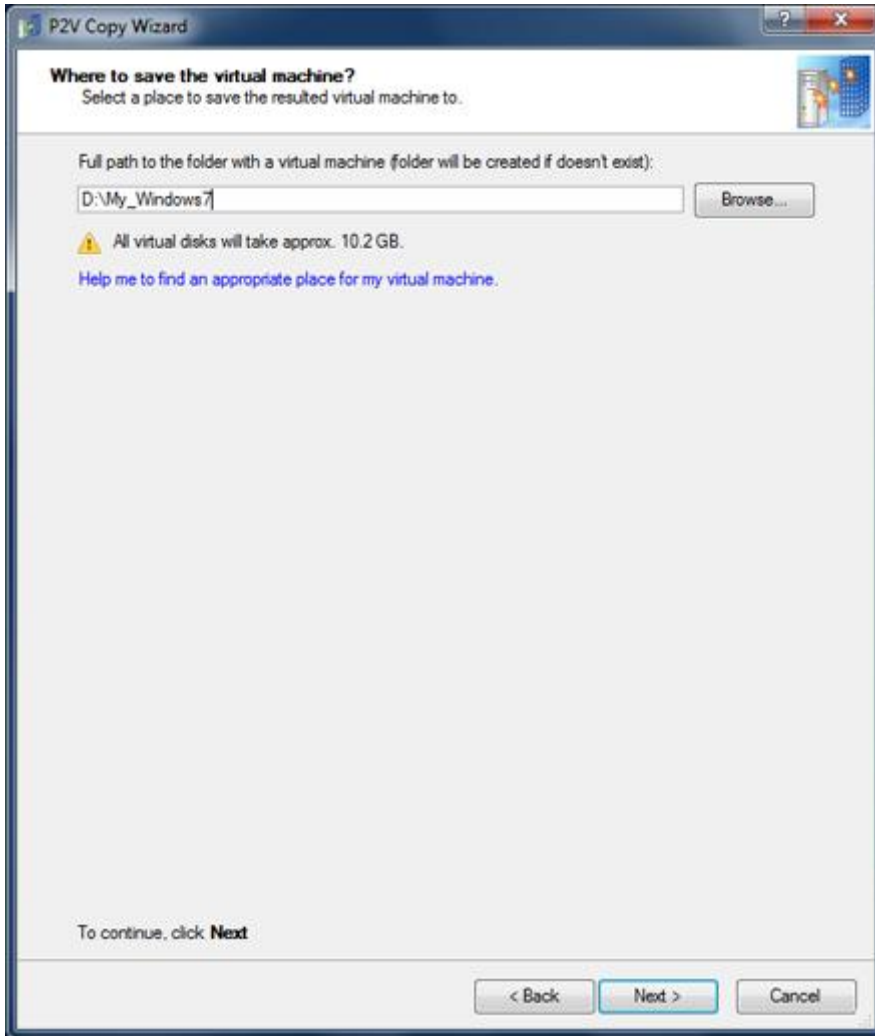 P2V Copy Wizard
?
Where to save the virtual machine?
Select a place to save the resulted virtual machine to.
Full path to the folder with a virtual machine (folder will be created if doesn't exist):
D:\My_Windows7
Browse...
All virtual disks will take approx. 10.2 GB.
Help me to find an appropriate place for my virtual machine.
To continue, click Next
< Back
Next >
Cancel